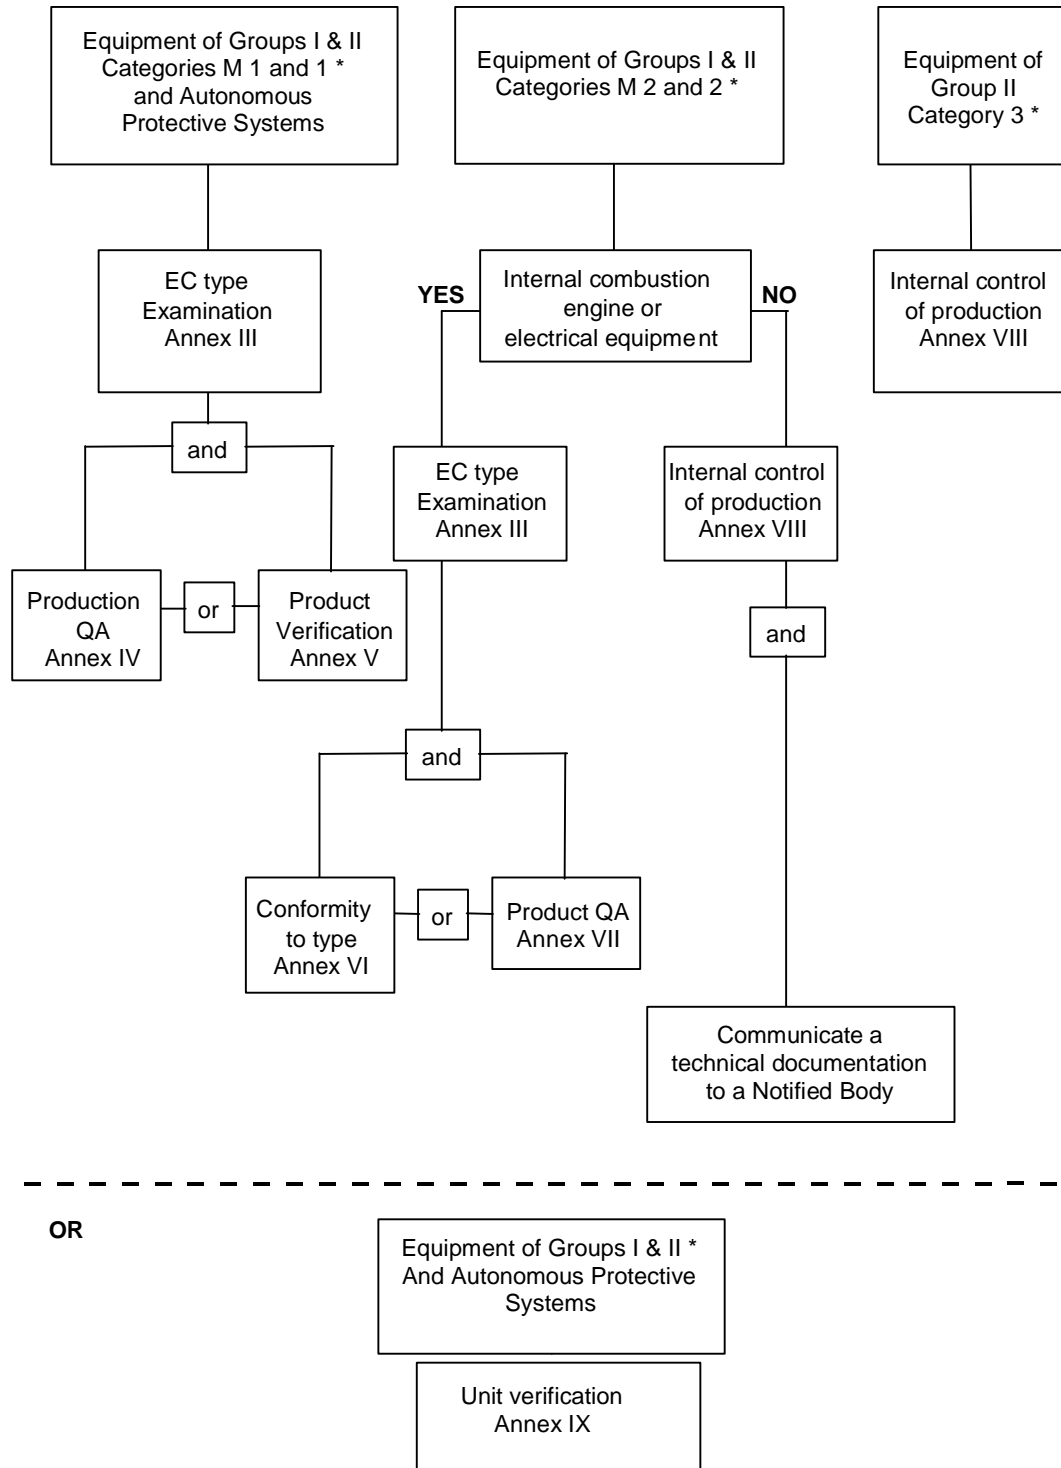 Equipment of Groups I & II
Categories M 1 and 1 *
and Autonomous
Protective Systems
Equipment of Groups I & II
Categories M 2 and 2 *
Equipment of
Group II
Category 3 *
EC type
Examination
Annex III
YES
Internal combustion
engine or
electrical equipment
NO
Internal control
of production
Annex VIII
and
EC type
Examination
Annex III
Internal control
of production
Annex VIII
Production
QA
Annex IV
or
Product
Verification
Annex V
and
and
Conformity
to type
Annex VI
or
Product QA
Annex VII
Communicate a
technical documentation
to a Notified Body
OR
Equipment of Groups I & II *
And Autonomous Protective
Systems
Unit verification
Annex IX